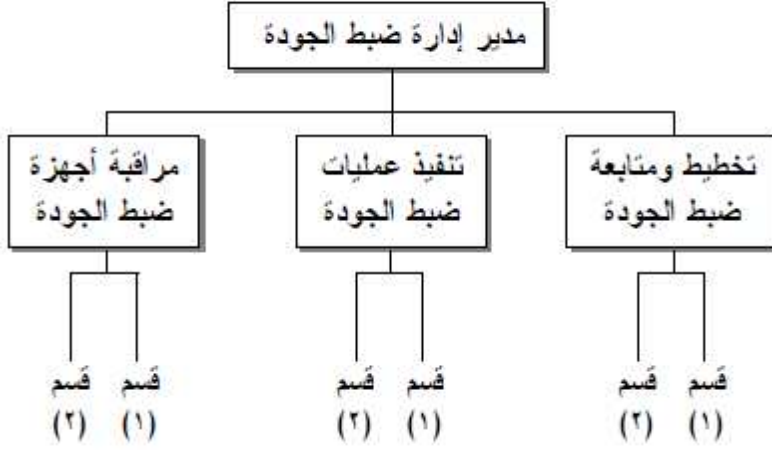 مدير إدارة ضبط الجودة
تخطيط ومتابعة
ضبط الجودة
تنفيذ عمليات
ضبط الجودة
مراقبة أجهزة
ضبط الجودة
قسم
(١)
قسم
(٢)
قسم
(١)
قسم
(٢)
قسم
(١)
قسم
(٢)